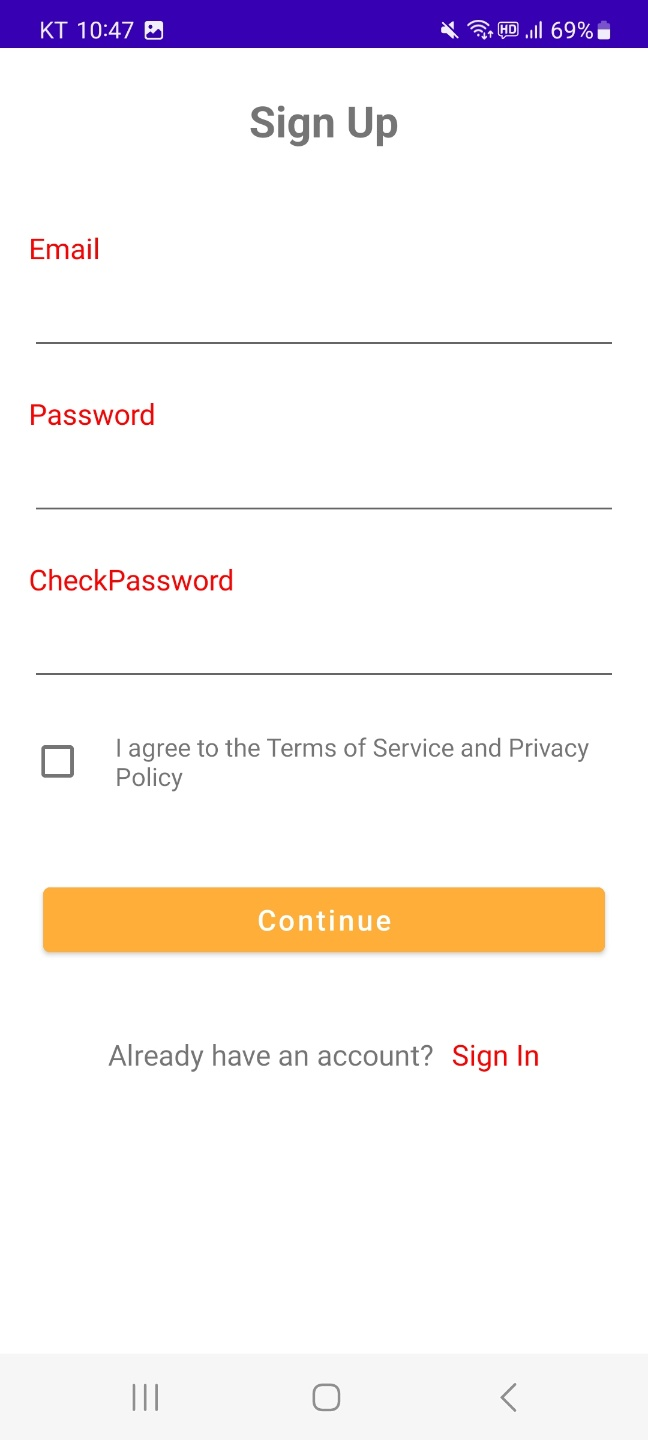 KT 10:47 HD 69%
Sign Up
Email
Password
CheckPassword
I agree to the Terms of Service and Privacy
Policy
Continue
Already have an account? Sign In